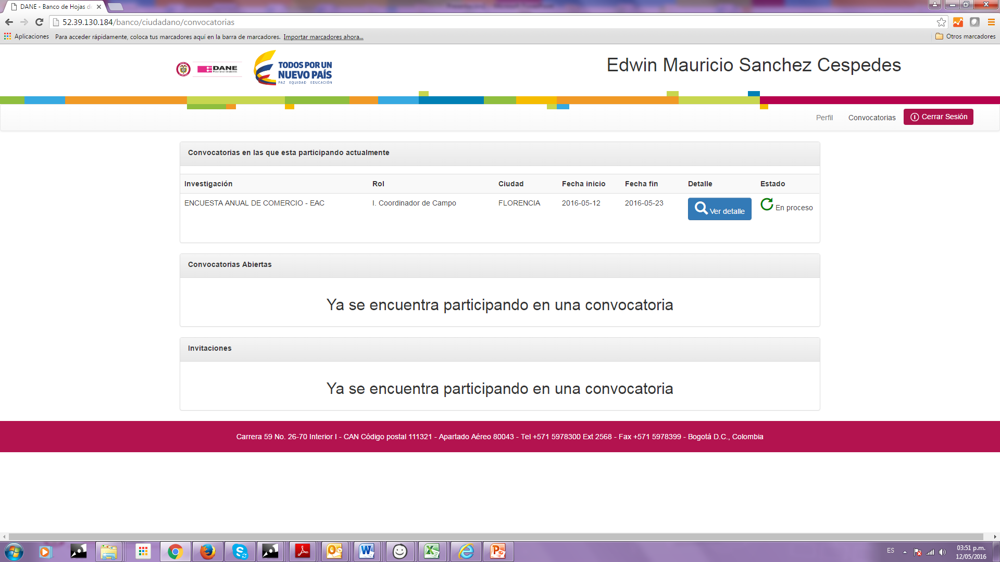 DANE - Banco de Hojas d
52.39.130.184/banco/ciudadano/convocatorias
Aplicaciones Para acceder rápidamente, coloca tus marcadores aquí en la barra de marcadores. Importar marcadores ahora... Otros marcadores
DANE
TODOS POR UN
NUEVO PAÍS
PAZ EQUIDAD EDUCACIÓN
Edwin Mauricio Sanchez Cespedes
Perfil Convocatorias Cerrar Sesión
Convocatorias en las que esta participando actualmente
Investigación Rol Ciudad Fecha inicio Fecha fin Detalle Estado
ENCUESTA ANUAL DE COMERCIO - EAC I. Coordinador de Campo FLORENCIA 2016-05-12 2016-05-23 Ver detalle En proceso
Convocatorias Abiertas
Ya se encuentra participando en una convocatoria
Invitaciones
Ya se encuentra participando en una convocatoria
Carrera 59 No. 26-70 Interior I - CAN Código postal 111321 - Apartado Aéreo 80043 - Tel +571 5978300 Ext 2568 - Fax +571 5978399 - Bogotá D.C., Colombia
ES
03:51 p.m.
12/05/2016